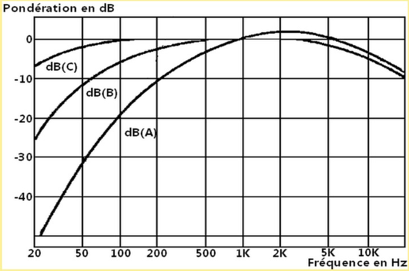 Pondération en dB
0
dB(C)
-10
dB(B)
-20
dB(A)
-30
-40
20 50 100 200 500 1K 2K 5K 10K
Fréquence en Hz